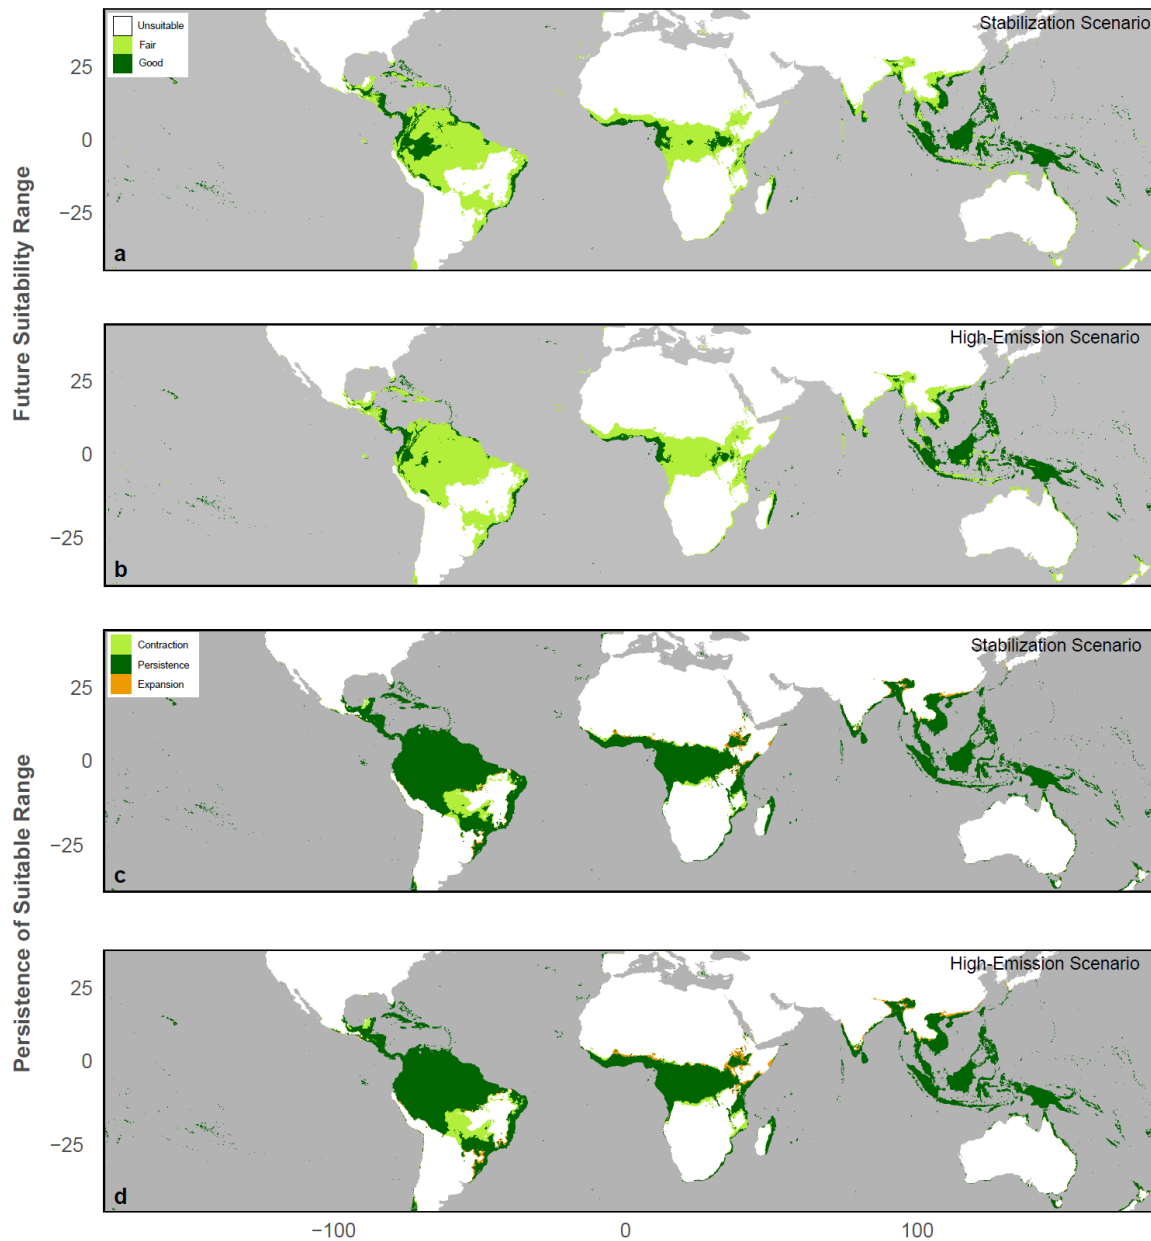 Future Suitability Range
Unsuitable
Fair
Good
Stabilization Scenario
25
0
−25
a
High-Emission Scenario
25
0
−25
b
Persistence of Suitable Range
Contraction
Persistence
Expansion
Stabilization Scenario
25
0
−25
c
High-Emission Scenario
25
0
−25
d
−100
0
100